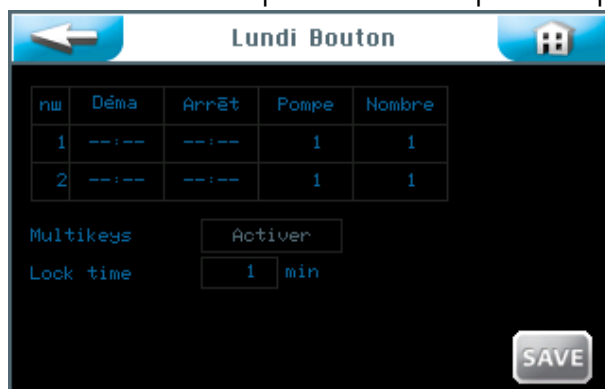 Lundi Bouton
nw Déma Arrēt Pompe Nombre
1 --:-- --:-- 1 1
2 --:-- --:-- 1 1
Multikeys Activer
Lock time 1 min
SAVE